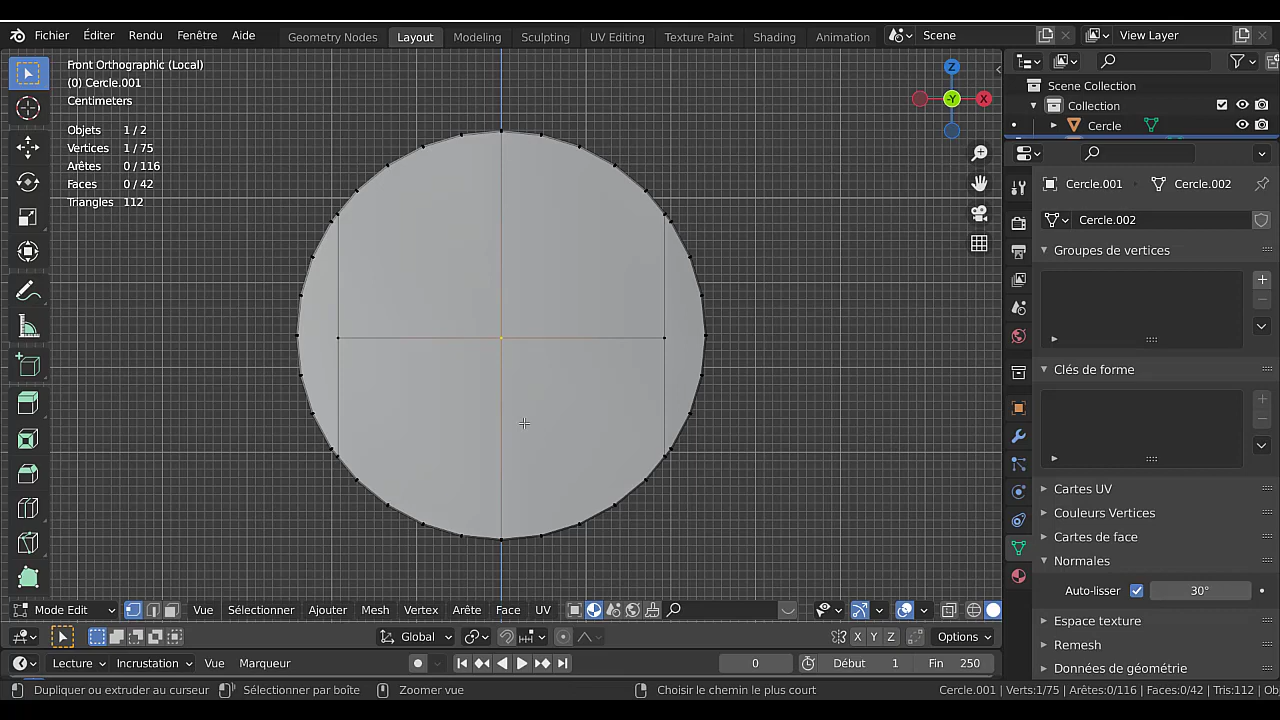 Fichier Éditer Rendu Fenêtre Aide Geometry Nodes Layout Modeling Sculpting UV Editing Texture Paint Shading Animation Scene View Layer
Front Orthographic (Local)
(0) Cercle.001
Centimeters
Objets 1 / 2
Vertices 1 / 75
Arêtes 0 / 116
Faces 0 / 42
Triangles 112
Z
-Y X
Scene Collection
Collection
Cercle
Cercle.001 Cercle.002
Cercle.002
Groupes de vertices
Clés de forme
Cartes UV
Couleurs Vertices
Cartes de face
Normales
Auto-lisser 30°
Espace texture
Remesh
Données de géométrie
Mode Edit Vue Sélectionner Ajouter Mesh Vertex Arête Face UV
Global X Y Z Options
Lecture Incrustation Vue Marqueur 0 Début 1 Fin 250
Dupliquer ou extruder au curseur Sélectionner par boîte Zoomer vue Choisir le chemin le plus court Cercle.001 | Verts:1/75 | Arêtes:0/116 | Faces:0/42 | Tris:112 | Ob